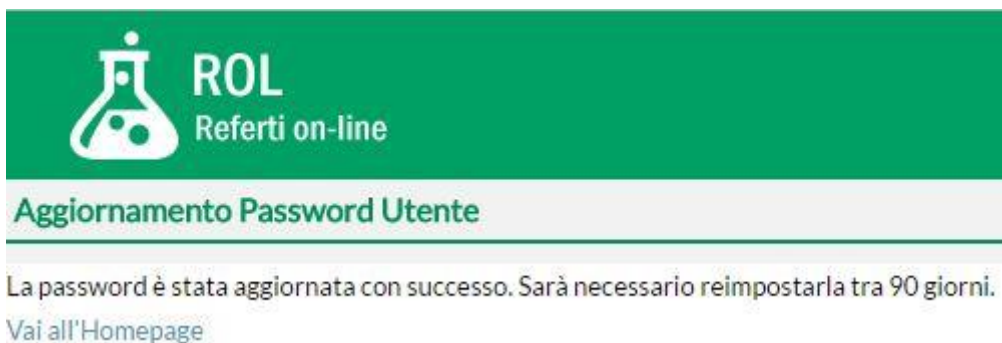 ROL
Referti on-line
Aggiornamento Password Utente
La password è stata aggiornata con successo. Sarà necessario reimpostarla tra 90 giorni.
Vai all'Homepage